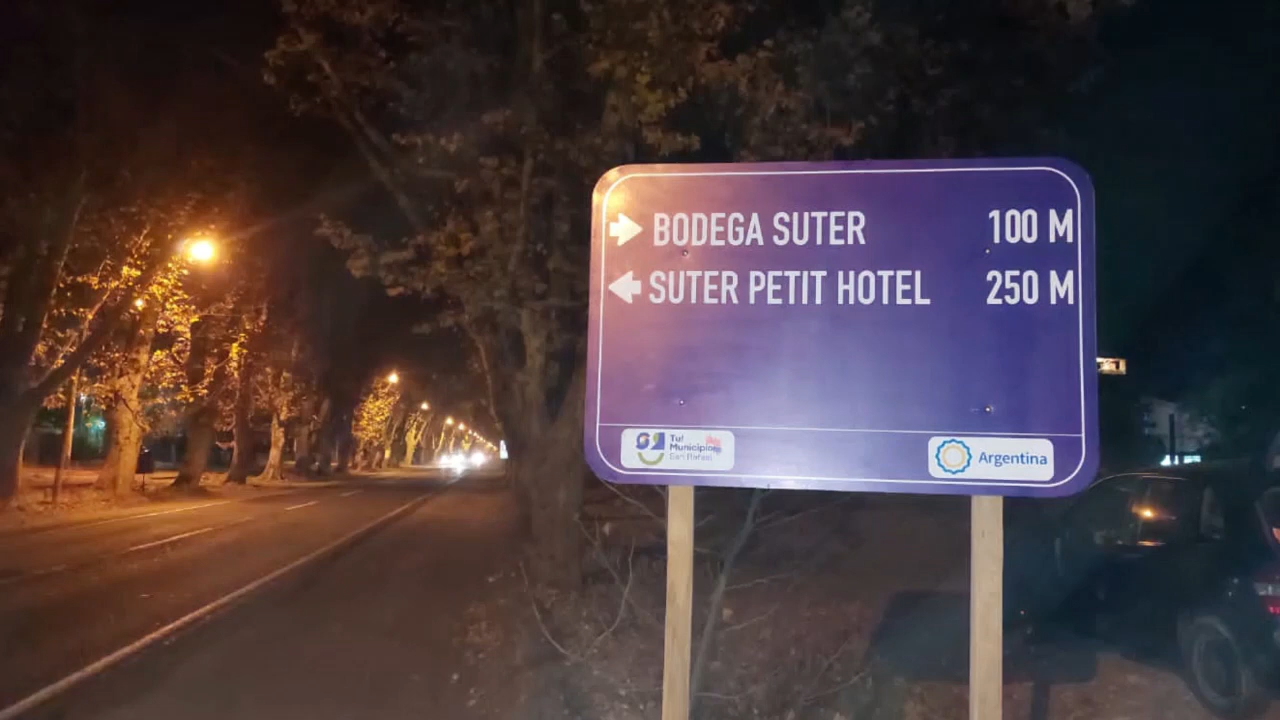 BODEGA SUTER 100 M
SUTER PETIT HOTEL 250 M
Tu! Municipio
San Rafael
Argentina